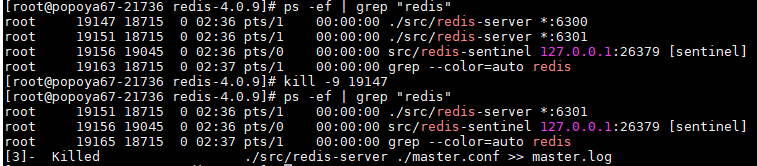 [root@popoya67-21736 redis-4.0.9]# ps -ef | grep "redis"
root     19147 18715  0 02:36 pts/1    00:00:00 ./src/redis-server *:6300
root     19151 18715  0 02:36 pts/1    00:00:00 ./src/redis-server *:6301
root     19156 19045  0 02:36 pts/0    00:00:00 src/redis-sentinel 127.0.0.1:26379 [sentinel]
root     19163 18715  0 02:37 pts/1    00:00:00 grep --color=auto redis
[root@popoya67-21736 redis-4.0.9]# kill -9 19147
[root@popoya67-21736 redis-4.0.9]# ps -ef | grep "redis"
root     19151 18715  0 02:36 pts/1    00:00:00 ./src/redis-server *:6301
root     19156 19045  0 02:36 pts/0    00:00:00 src/redis-sentinel 127.0.0.1:26379 [sentinel]
root     19165 18715  0 02:37 pts/1    00:00:00 grep --color=auto redis
[3]-  Killed                  ./src/redis-server ./master.conf >> master.log